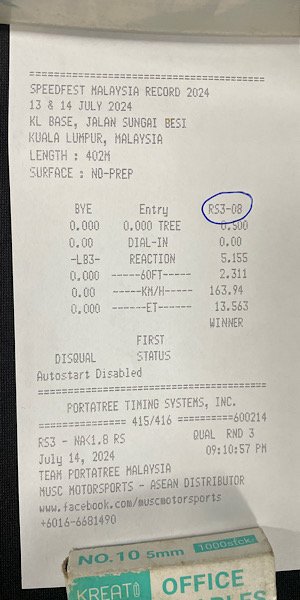 ==================================
SPEEDFEST MALAYSIA RECORD 2024
13 & 14 JULY 2024
KL BASE, JALAN SUNGAI BESI
KUALA LUMPUR, MALAYSIA
LENGTH : 402M
SURFACE : NO-PREP
BYE Entry RS3-08
0.000 0.000 TREE 0.500
0.00 DIAL-IN 0.00
-LB3- REACTION 5.155
0.000 -----60FT----- 2.311
0.00 -----KM/H----- 163.94
0.000 ------ET------ 13.563
WINNER
FIRST
DISQUAL STATUS
Autostart Disabled
==================================
PORTATREE TIMING SYSTEMS, INC.
============== 415/416 ==========600214
RS3 - NA<1.8 RS QUAL RND 3
July 14, 2024 09:10:57 PM
TEAM PORTATREE MALAYSIA
MUSC MOTORSPORTS - ASEAN DISTRIBUTOR
www.facebook.com/muscmotorsports
+6016-6681490
NO.10 5mm 1000stick
KREAT
OFFICE